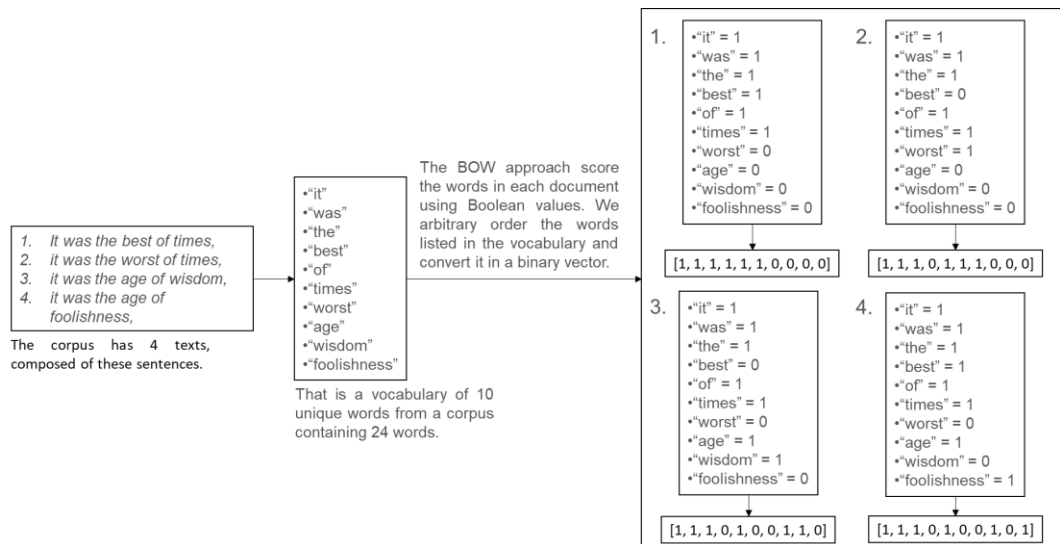 1. It was the best of times,
2. it was the worst of times,
3. it was the age of wisdom,
4. it was the age of
foolishness,
The corpus has 4 texts,
composed of these sentences.
•“it”
•“was”
•“the”
•“best”
•“of”
•“times”
•“worst”
•“age”
•“wisdom”
•“foolishness”
That is a vocabulary of 10
unique words from a corpus
containing 24 words.
The BOW approach score
the words in each document
using Boolean values. We
arbitrary order the words
listed in the vocabulary and
convert it in a binary vector.
1.
•“it” = 1
•“was” = 1
•“the” = 1
•“best” = 1
•“of” = 1
•“times” = 1
•“worst” = 0
•“age” = 0
•“wisdom” = 0
•“foolishness” = 0
[1, 1, 1, 1, 1, 1, 0, 0, 0, 0]
2.
•“it” = 1
•“was” = 1
•“the” = 1
•“best” = 0
•“of” = 1
•“times” = 1
•“worst” = 1
•“age” = 0
•“wisdom” = 0
•“foolishness” = 0
[1, 1, 1, 0, 1, 1, 1, 0, 0, 0]
3.
•“it” = 1
•“was” = 1
•“the” = 1
•“best” = 0
•“of” = 1
•“times” = 1
•“worst” = 0
•“age” = 1
•“wisdom” = 1
•“foolishness” = 0
[1, 1, 1, 0, 1, 0, 0, 1, 1, 0]
4.
•“it” = 1
•“was” = 1
•“the” = 1
•“best” = 1
•“of” = 1
•“times” = 1
•“worst” = 0
•“age” = 1
•“wisdom” = 0
•“foolishness” = 1
[1, 1, 1, 0, 1, 0, 0, 1, 0, 1]